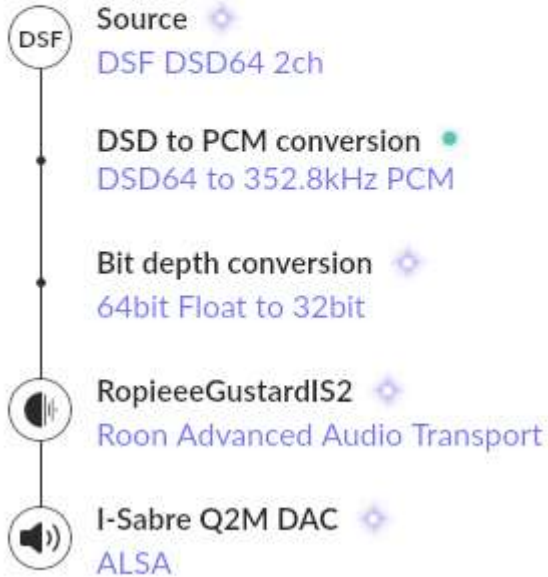 DSF
Source
DSF DSD64 2ch
DSD to PCM conversion
DSD64 to 352.8kHz PCM
Bit depth conversion
64bit Float to 32bit
RopieeeGustardIS2
Roon Advanced Audio Transport
I-Sabre Q2M DAC
ALSA